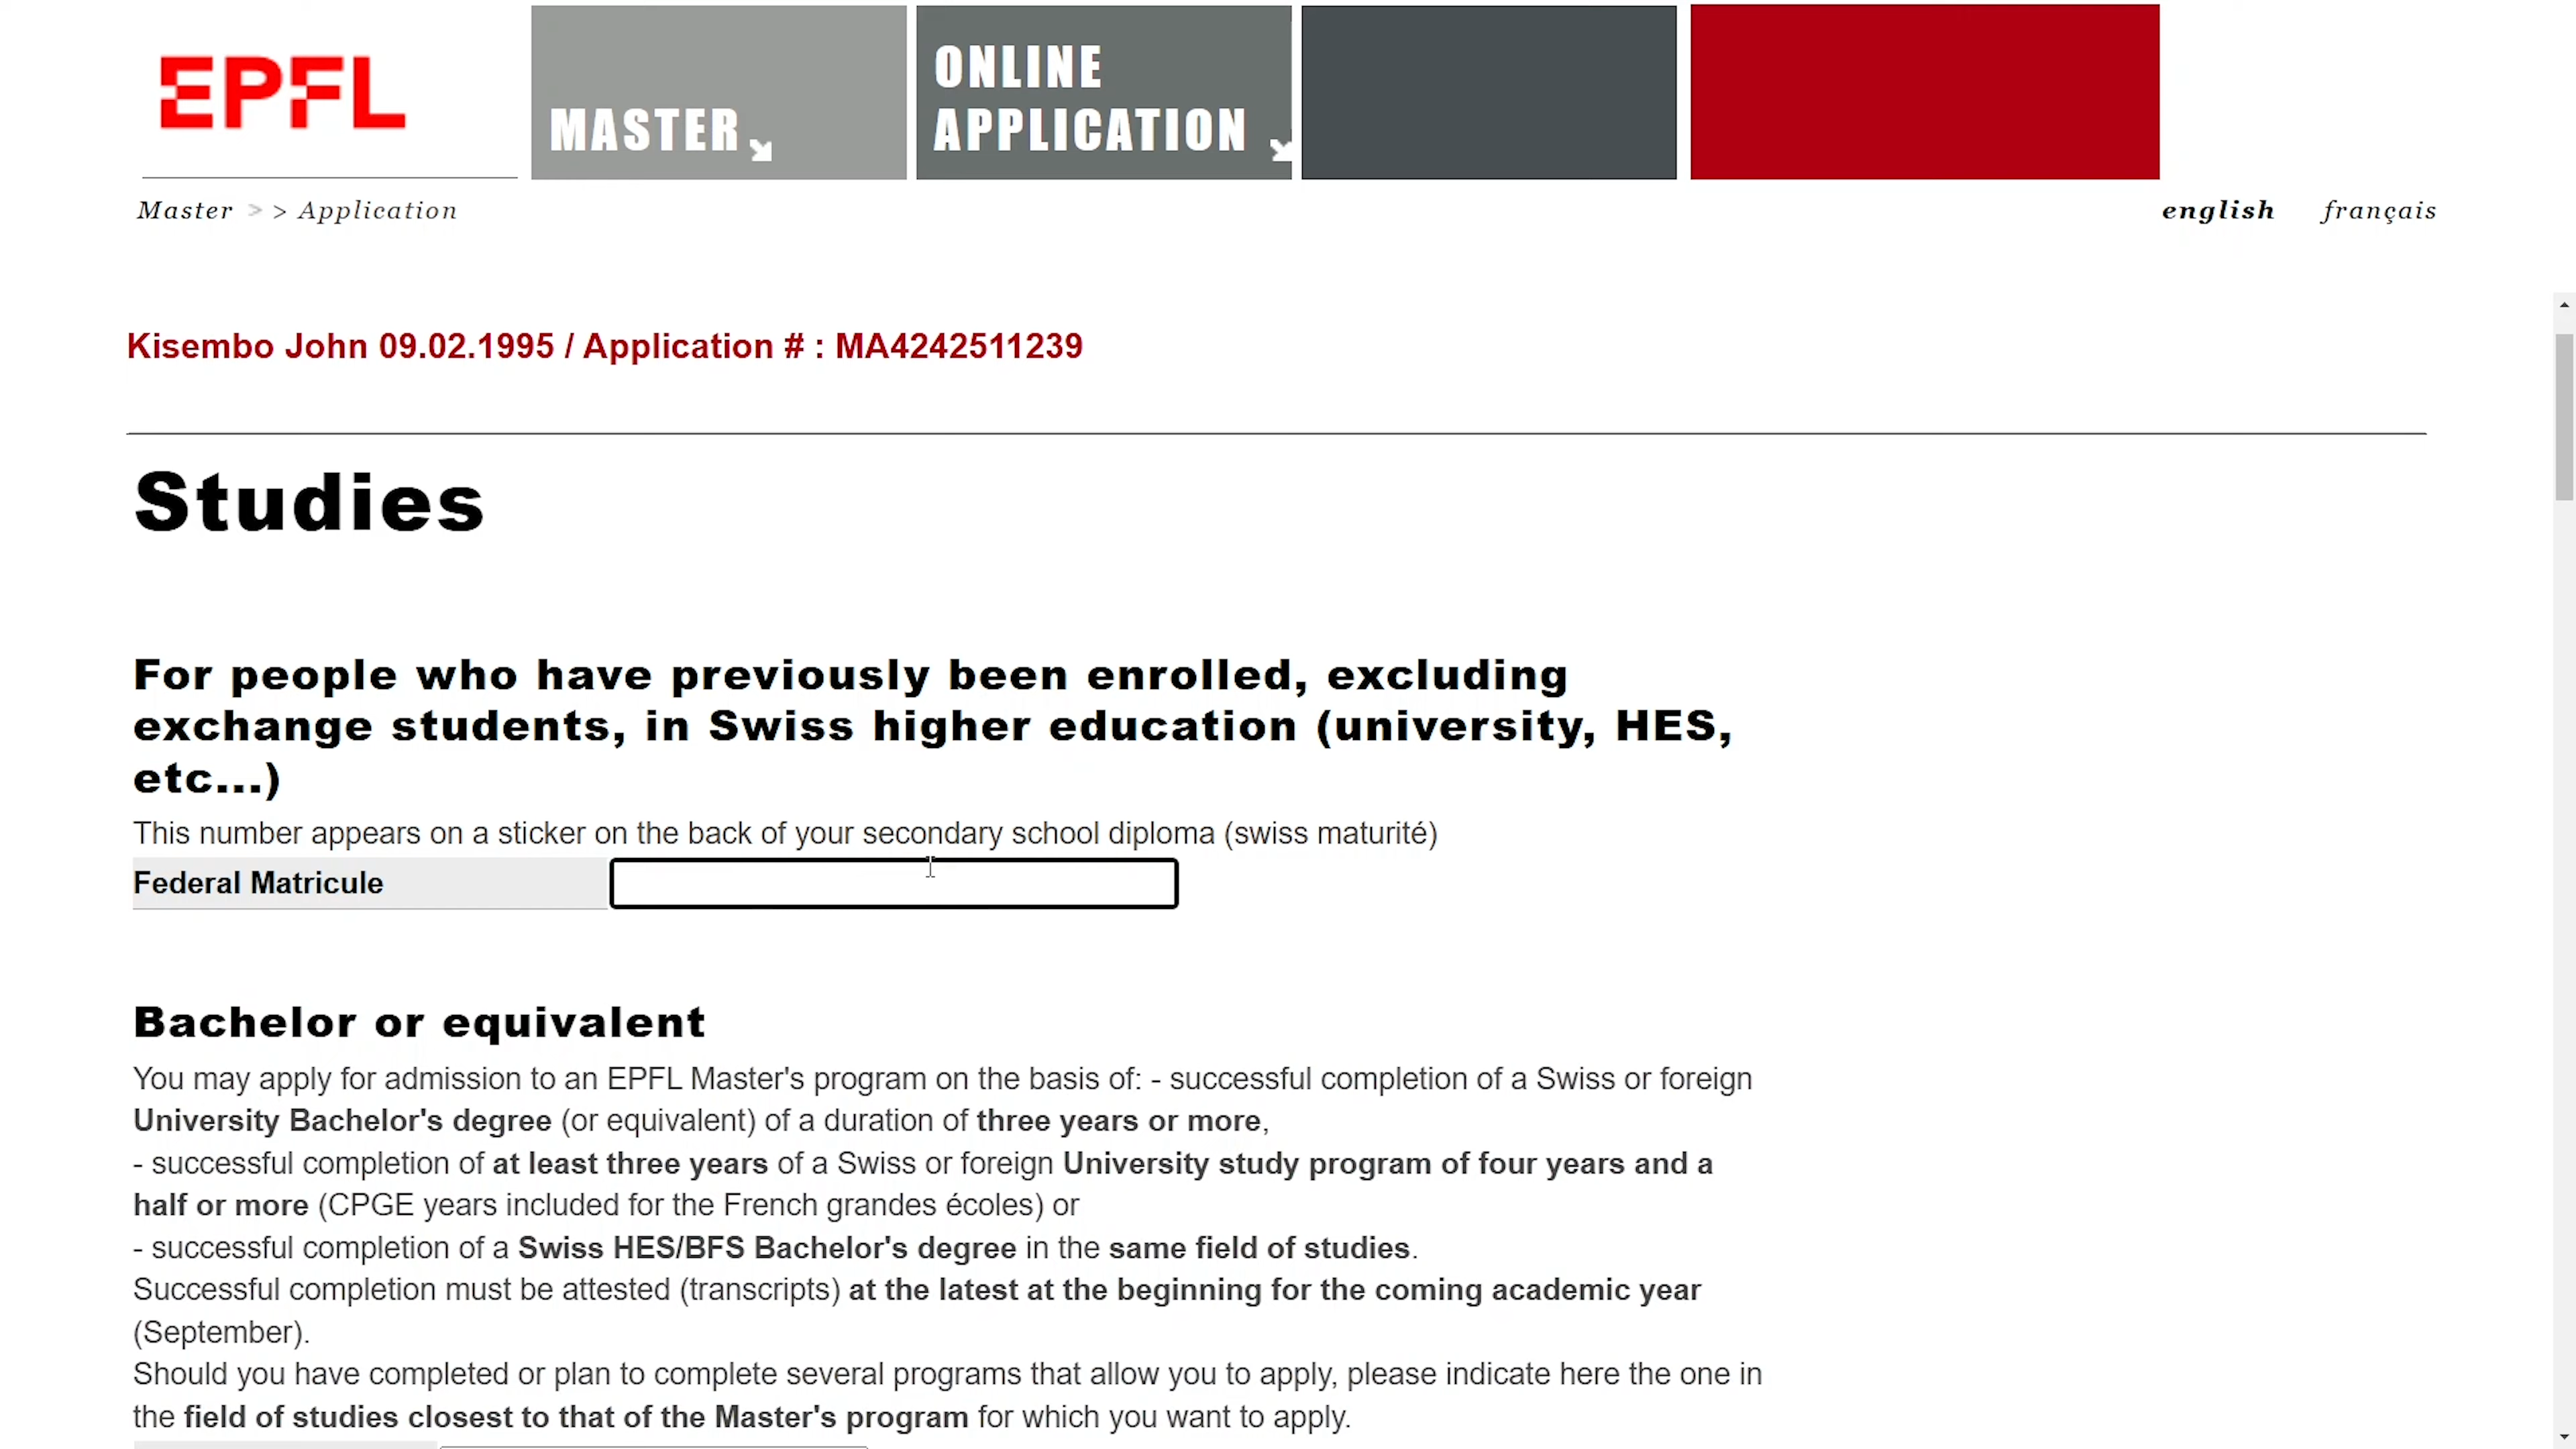 EPFL
MASTER
ONLINE
APPLICATION
Master > > Application
english français
Kisembo John 09.02.1995 / Application # : MA4242511239
Studies
For people who have previously been enrolled, excluding
exchange students, in Swiss higher education (university, HES,
etc...)
This number appears on a sticker on the back of your secondary school diploma (swiss maturité)
Federal Matricule
Bachelor or equivalent
You may apply for admission to an EPFL Master's program on the basis of: - successful completion of a Swiss or foreign
University Bachelor's degree (or equivalent) of a duration of three years or more,
- successful completion of at least three years of a Swiss or foreign University study program of four years and a
half or more (CPGE years included for the French grandes écoles) or
- successful completion of a Swiss HES/BFS Bachelor's degree in the same field of studies.
Successful completion must be attested (transcripts) at the latest at the beginning for the coming academic year
(September).
Should you have completed or plan to complete several programs that allow you to apply, please indicate here the one in
the field of studies closest to that of the Master's program for which you want to apply.